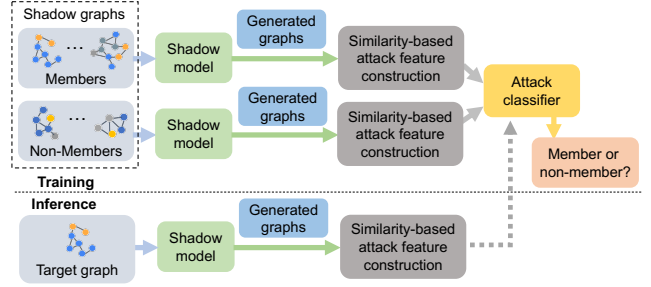 Shadow graphs
...
...
Members
Shadow
model
Generated
graphs
Similarity-based
attack feature
construction
...
...
Non-Members
Shadow
model
Generated
graphs
Similarity-based
attack feature
construction
Attack
classifier
Member or
non-member?
Training
Inference
Target graph
Shadow
model
Generated
graphs
Similarity-based
attack feature
construction